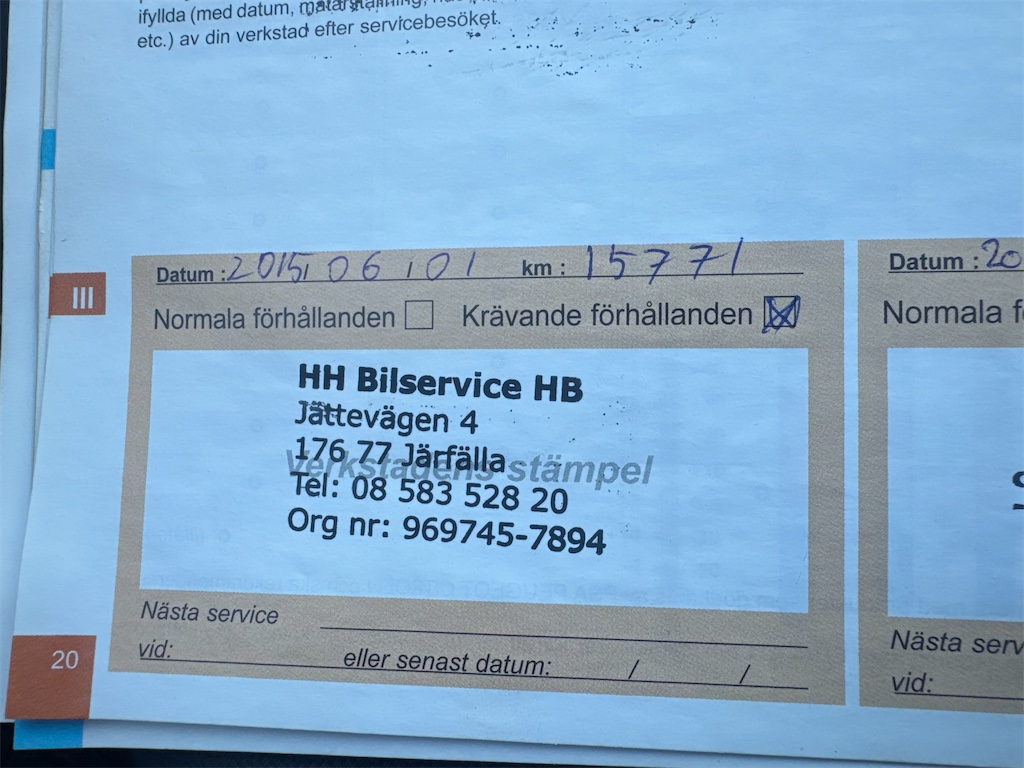 ifyllda (med datum, mätarställning,
etc.) av din verkstad efter servicebesöket.
III
Datum : 2015 06 01 km : 15771
Normala förhållanden Krävande förhållanden
HH Bilservice HB
Jättevägen 4
176 77 Järfälla
Verkstadens stämpel
Tel: 08 583 528 20
Org nr: 969745-7894
Nästa service
vid: eller senast datum: / /
20
Datum : 20
Normala
Nästa serv
vid: